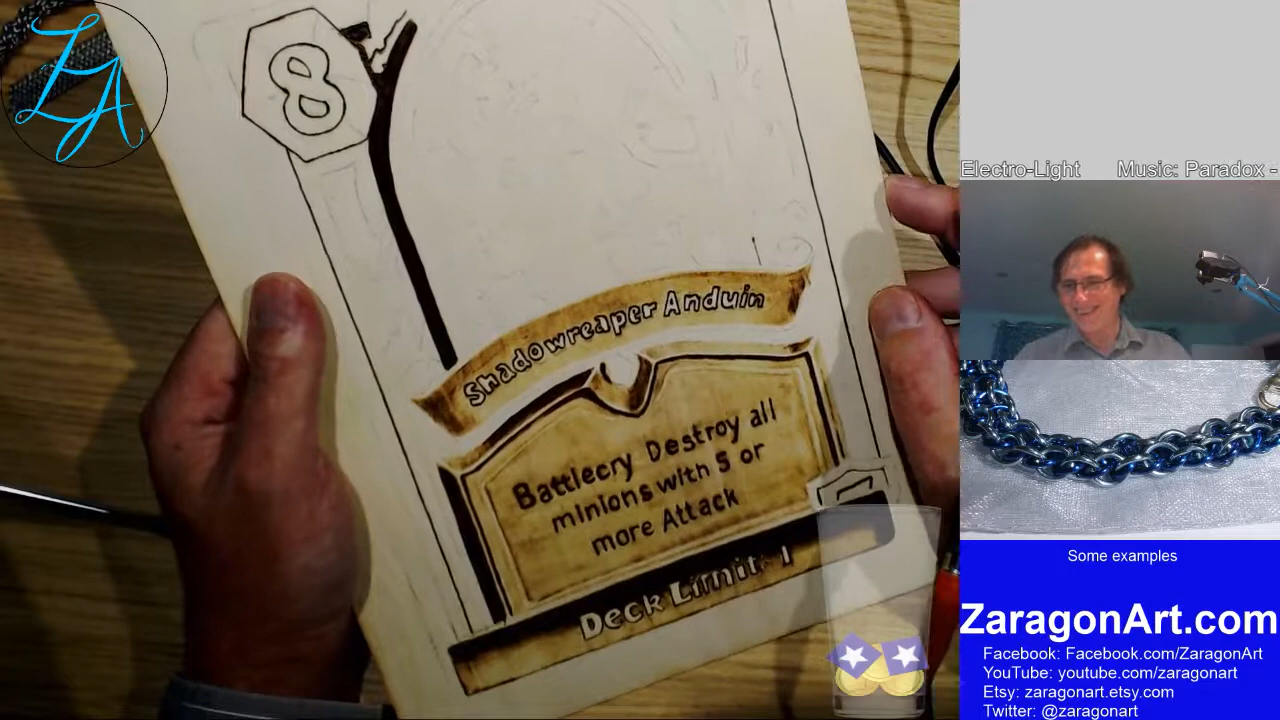 ZA
8
Shadowreaper Anduin
Battlecry Destroy all
minions with 5 or
more Attack
Deck Limit: 1
Electro-Light Music: Paradox -
Some examples
ZaragonArt.com
Facebook: Facebook.com/ZaragonArt
YouTube: youtube.com/zaragonart
Etsy: zaragonart.etsy.com
Twitter: @zaragonart